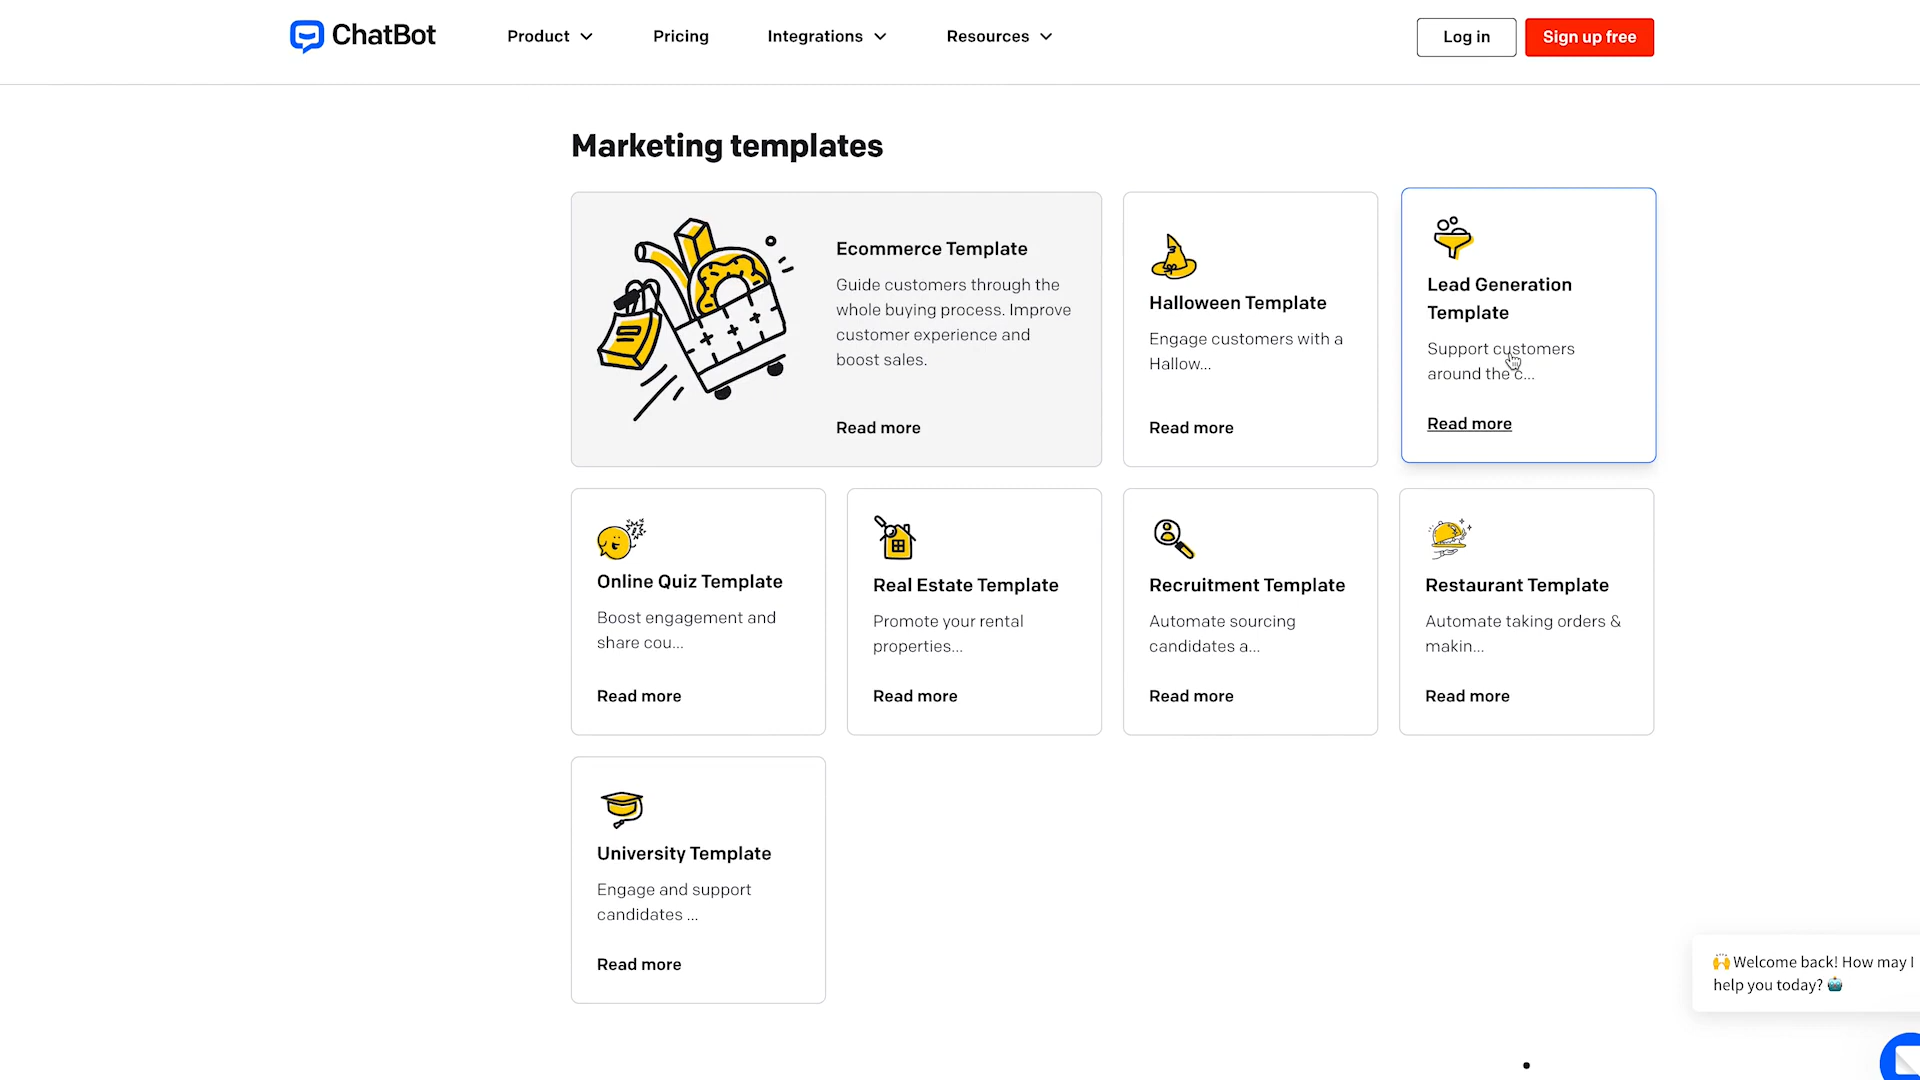 ChatBot
Product
Pricing
Integrations
Resources
Log in
Sign up free
Marketing templates
Ecommerce Template
Guide customers through the
whole buying process. Improve
customer experience and
boost sales.
Read more
Halloween Template
Engage customers with a
Hallow...
Read more
Lead Generation
Template
Support customers
around the c...
Read more
Online Quiz Template
Boost engagement and
share cou...
Read more
Real Estate Template
Promote your rental
properties...
Read more
Recruitment Template
Automate sourcing
candidates a...
Read more
Restaurant Template
Automate taking orders &
makin...
Read more
University Template
Engage and support
candidates ...
Read more
🙌 Welcome back! How may I
help you today? 🤖